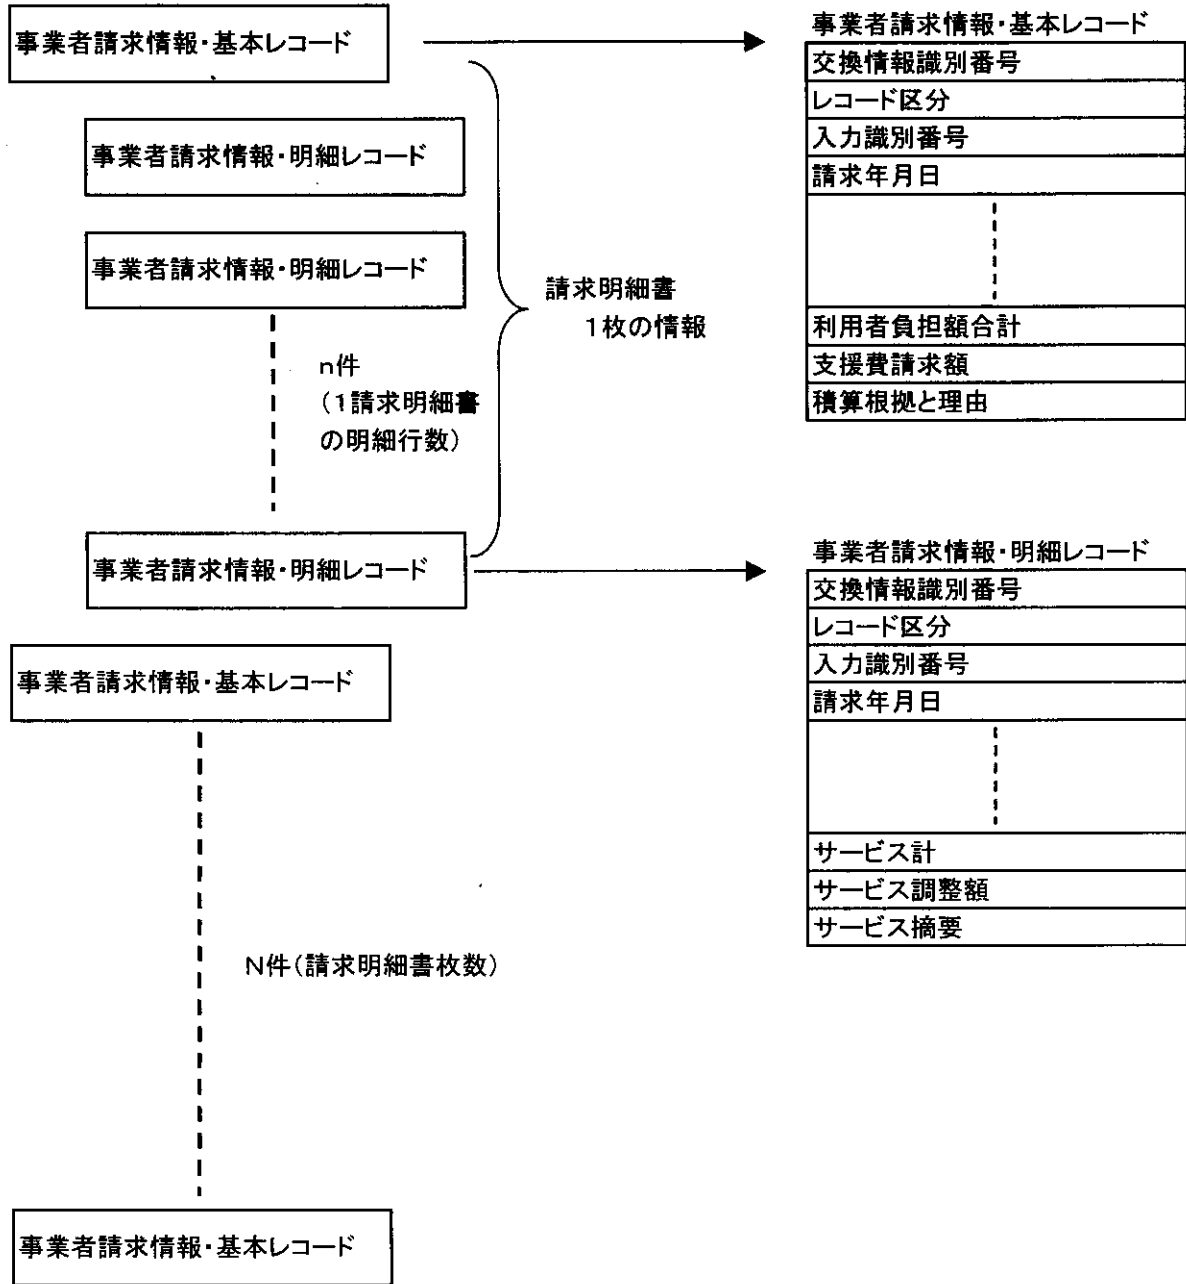 事業者請求情報・基本レコード
事業者請求情報・明細レコード
事業者請求情報・明細レコード
n件
（1請求明細書
の明細行数）
請求明細書
1枚の情報
事業者請求情報・明細レコード
事業者請求情報・基本レコード
N件（請求明細書枚数）
事業者請求情報・基本レコード
事業者請求情報・基本レコード
交換情報識別番号
レコード区分
入力識別番号
請求年月日
利用者負担額合計
支援費請求額
積算根拠と理由
事業者請求情報・明細レコード
交換情報識別番号
レコード区分
入力識別番号
請求年月日
サービス計
サービス調整額
サービス摘要